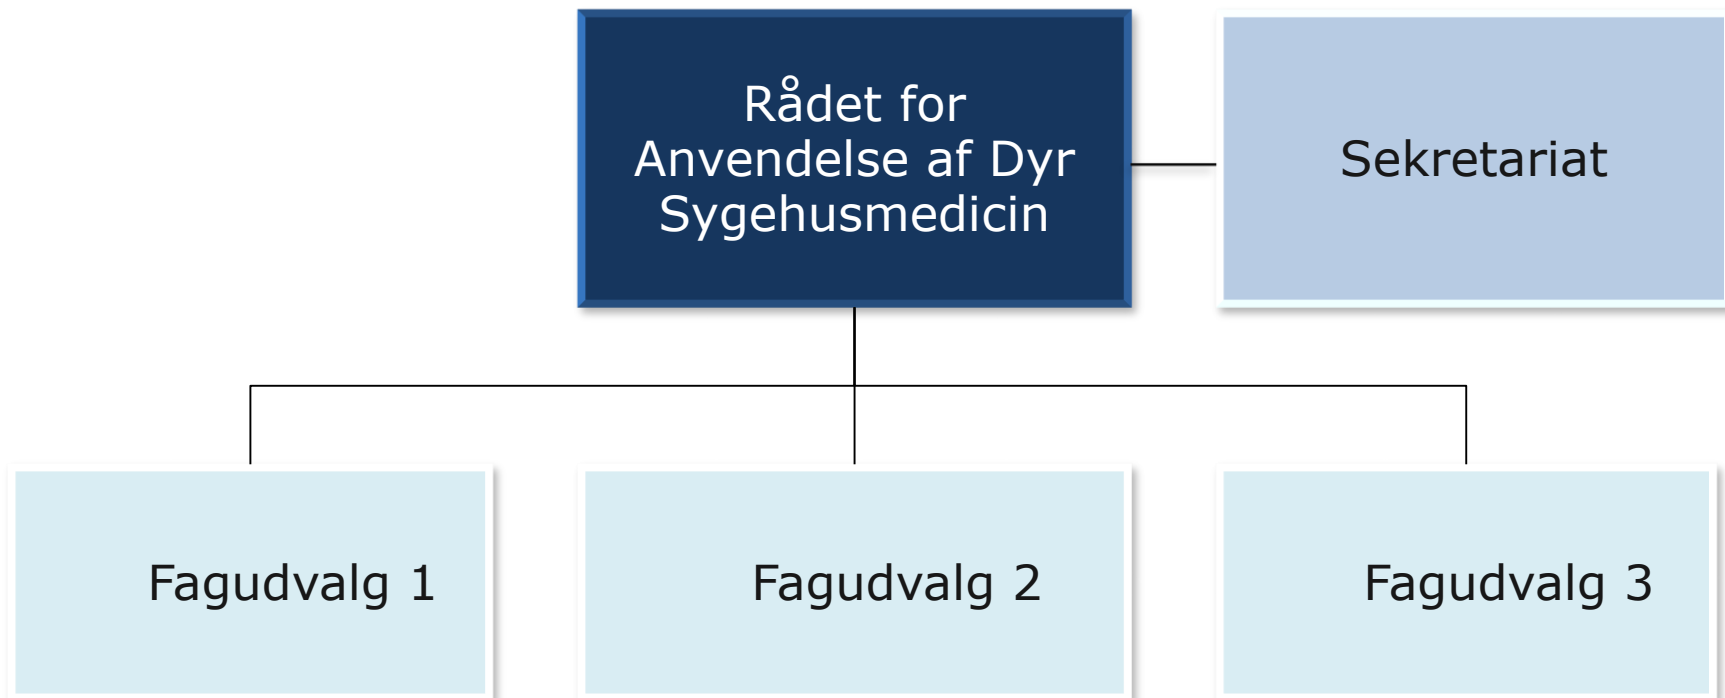 Rådet for
Anvendelse af Dyr
Sygehusmedicin
Sekretariat
Fagudvalg 1
Fagudvalg 2
Fagudvalg 3